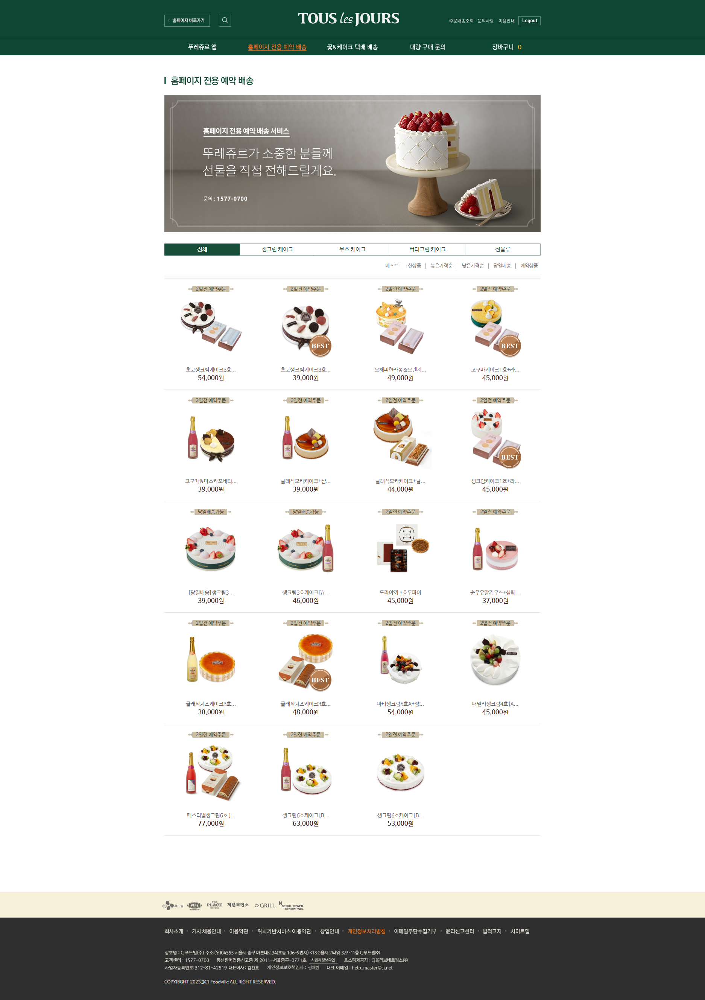 홈페이지 바로가기
TOUS les JOURS
주문배송조회 문의사항 이용안내 Logout
뚜레쥬르 앱 홈페이지 전용 예약 배송 꽃&케이크 택배 배송 대량 구매 문의 장바구니 0
홈페이지 전용 예약 배송
홈페이지 전용 예약 배송 서비스
뚜레쥬르가 소중한 분들께
선물을 직접 전해드릴게요.
문의 : 1577-0700
전체 생크림 케이크 무스 케이크 버터크림 케이크 선물류
베스트 신상품 높은가격순 낮은가격순 당일배송 예약상품
2일전 예약주문 2일전 예약주문 2일전 예약주문 2일전 예약주문
BEST BEST
초코생크림케이크3호... 초코생크림케이크3호... 오해피한라봉&오렌지... 고구마케이크1호+라...
54,000원 39,000원 49,000원 45,000원
2일전 예약주문 2일전 예약주문 2일전 예약주문 2일전 예약주문
BEST
고구마&마스카포네티... 클래식모카케이크+샴... 클래식모카케이크+클... 생크림케이크1호+라...
39,000원 39,000원 44,000원 45,000원
당일배송가능 당일배송가능 2일전 예약주문 2일전 예약주문
[당일배송] 생크림3... 생크림3호케이크 [A... 도라야끼 +호두파이 순우유딸기무스+샴페...
39,000원 46,000원 45,000원 37,000원
2일전 예약주문 2일전 예약주문 2일전 예약주문 2일전 예약주문
BEST
클래식치즈케이크3호... 클래식치즈케이크3호... 파티생크림5호A+샴... 패밀리생크림4호 [A...
38,000원 48,000원 54,000원 45,000원
2일전 예약주문 2일전 예약주문 2일전 예약주문
페스티벌생크림6호 [... 생크림6호케이크 [B... 생크림6호케이크 [B...
77,000원 63,000원 53,000원
CJ 푸드빌 VIPS THE PLACE 제일제면소 n·GRILL N SEOUL TOWER
회사소개 기사 채용안내 이용약관 위치기반서비스 이용약관 창업안내 개인정보처리방침 이메일무단수집거부 윤리신고센터 법적고지 사이트맵
상호명 : CJ푸드빌(주) 주소:(우)04555 서울시 중구 마른내로34(초동 106-9번지) KT&G을지로타워 3,9-11층 CJ푸드빌㈜
고객센터 : 1577-0700 통신판매업종신고증 제 2011-서울중구-0771호 사업자정보확인 호스팅제공자 : CJ올리브네트웍스㈜
사업자등록번호:312-81-42519 대표이사 : 김찬호 개인정보보호책임자 : 김재환 대표 이메일 : help_master@cj.net
COPYRIGHT 2023©CJ Foodville ALL RIGHT RESERVED.